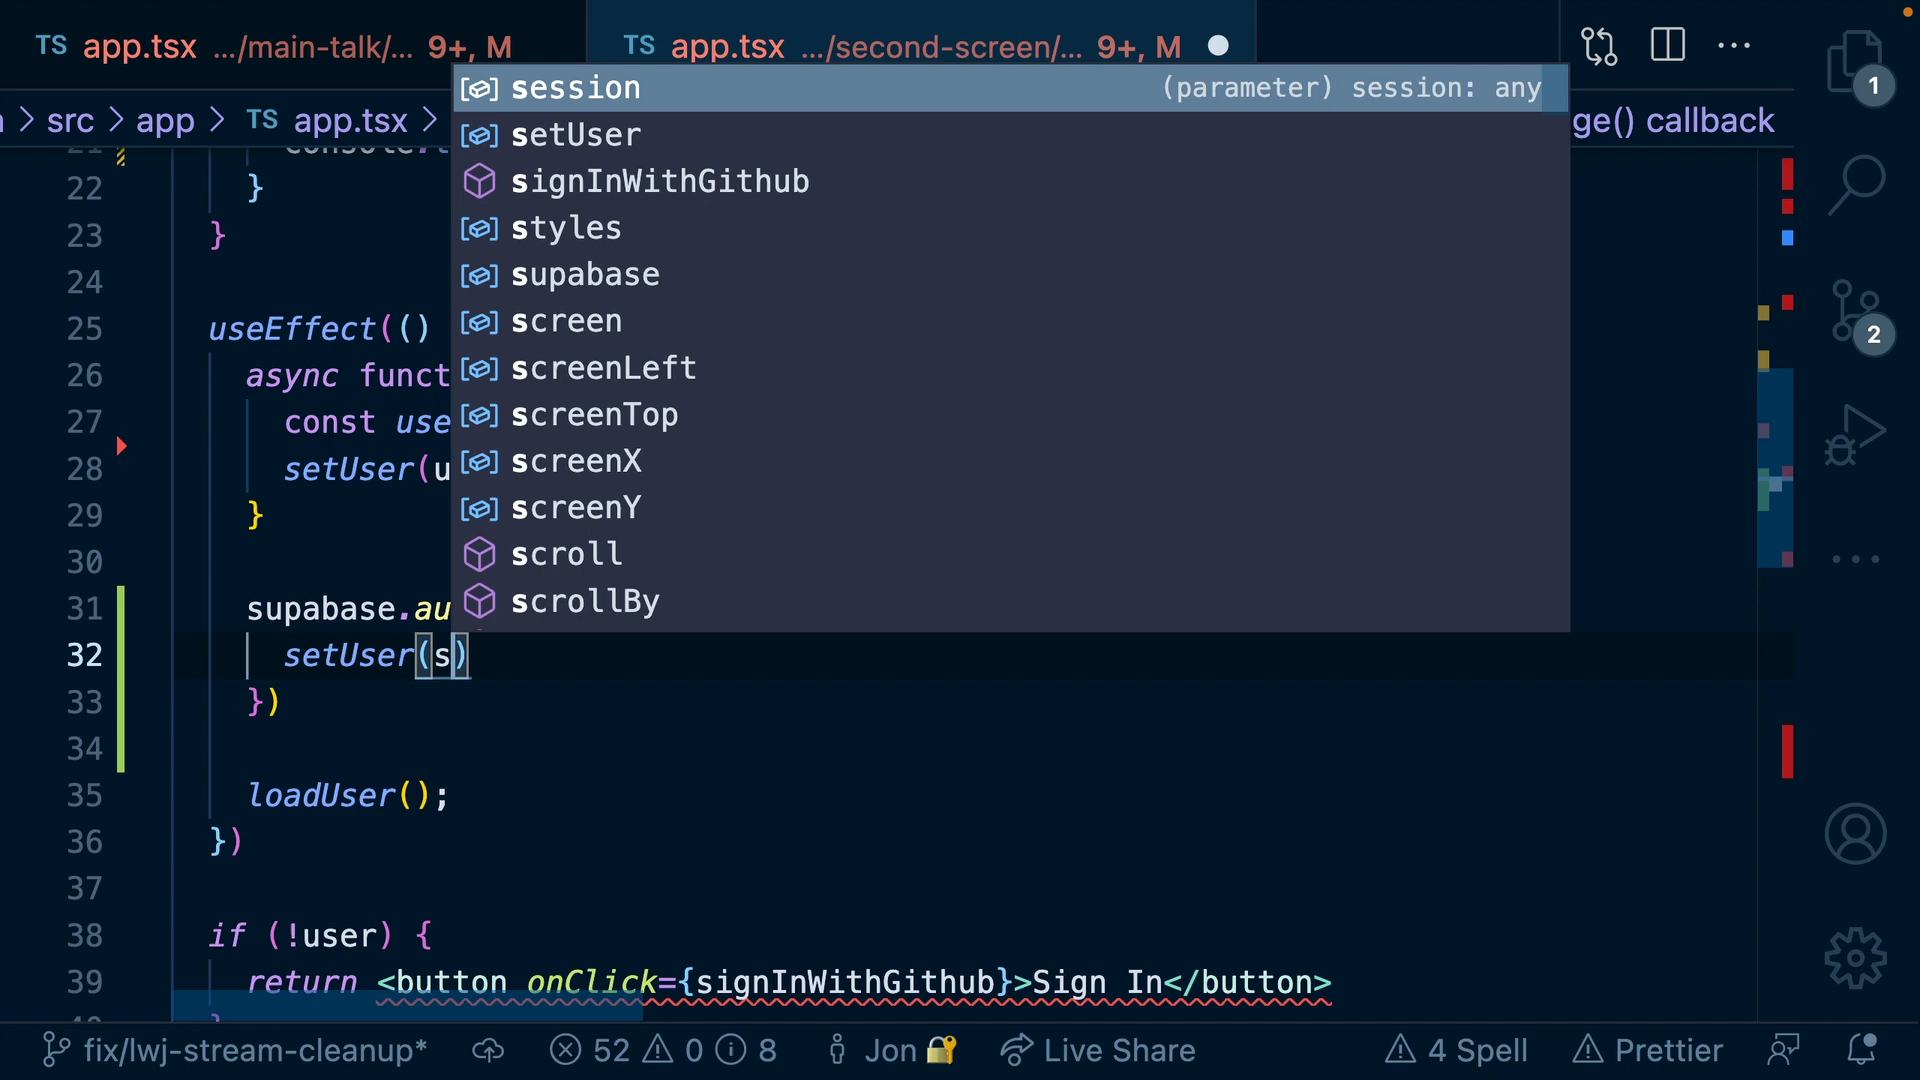 TS app.tsx .../main-talk/... 9+, M TS app.tsx .../second-screen/... 9+, M
src app TS app.tsx ge() callback
1
session (parameter) session: any
setUser
signInWithGithub
styles
supabase
screen
screenLeft
screenTop
screenX
screenY
scroll
scrollBy
22 }
23 }
24
25 useEffect(()
26 async funct
27 const use
28 setUser(u
29 }
30
31 supabase.au
32 setUser(s)
33 })
34
35 loadUser();
36 })
37
38 if (!user) {
39 return <button onClick={signInWithGithub}>Sign In</button>
2
fix/lwj-stream-cleanup* 52 0 8 Jon Live Share 4 Spell Prettier